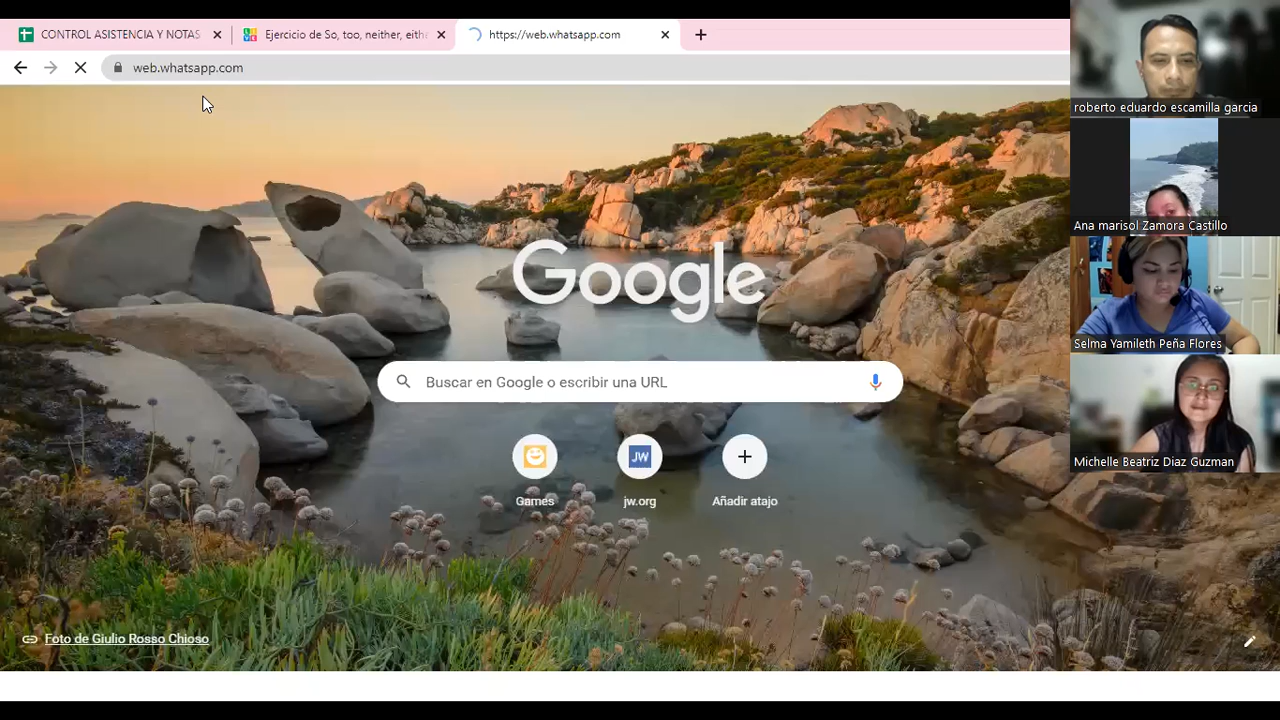 CONTROL ASISTENCIA Y NOTAS
Ejercicio de So, too, neither, eith
https://web.whatsapp.com
web.whatsapp.com
roberto eduardo escamilla garcia
Ana marisol Zamora Castillo
Google
Selma Yamileth Peña Flores
Buscar en Google o escribir una URL
Michelle Beatriz Diaz Guzman
JW
Games
jw.org
Añadir atajo
Foto de Giulio Rosso Chioso